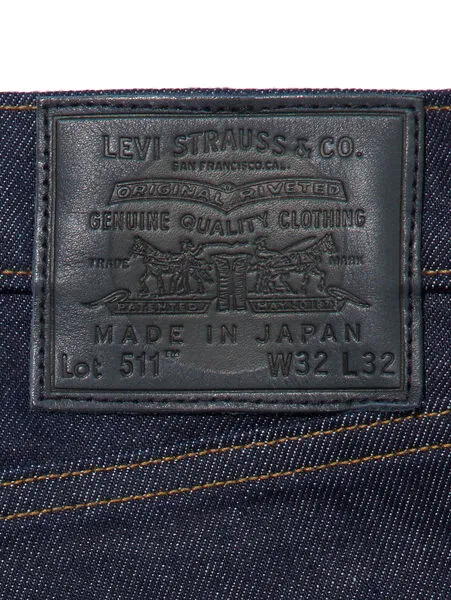 LEVI STRAUSS & CO.
SAN FRANCISCO.CAL
ORIGINAL RIVETED
GENUINE QUALITY CLOTHING
TRADE MARK
PATENTED MAY 20 1873
MADE IN JAPAN
Lot 511™ W32 L32